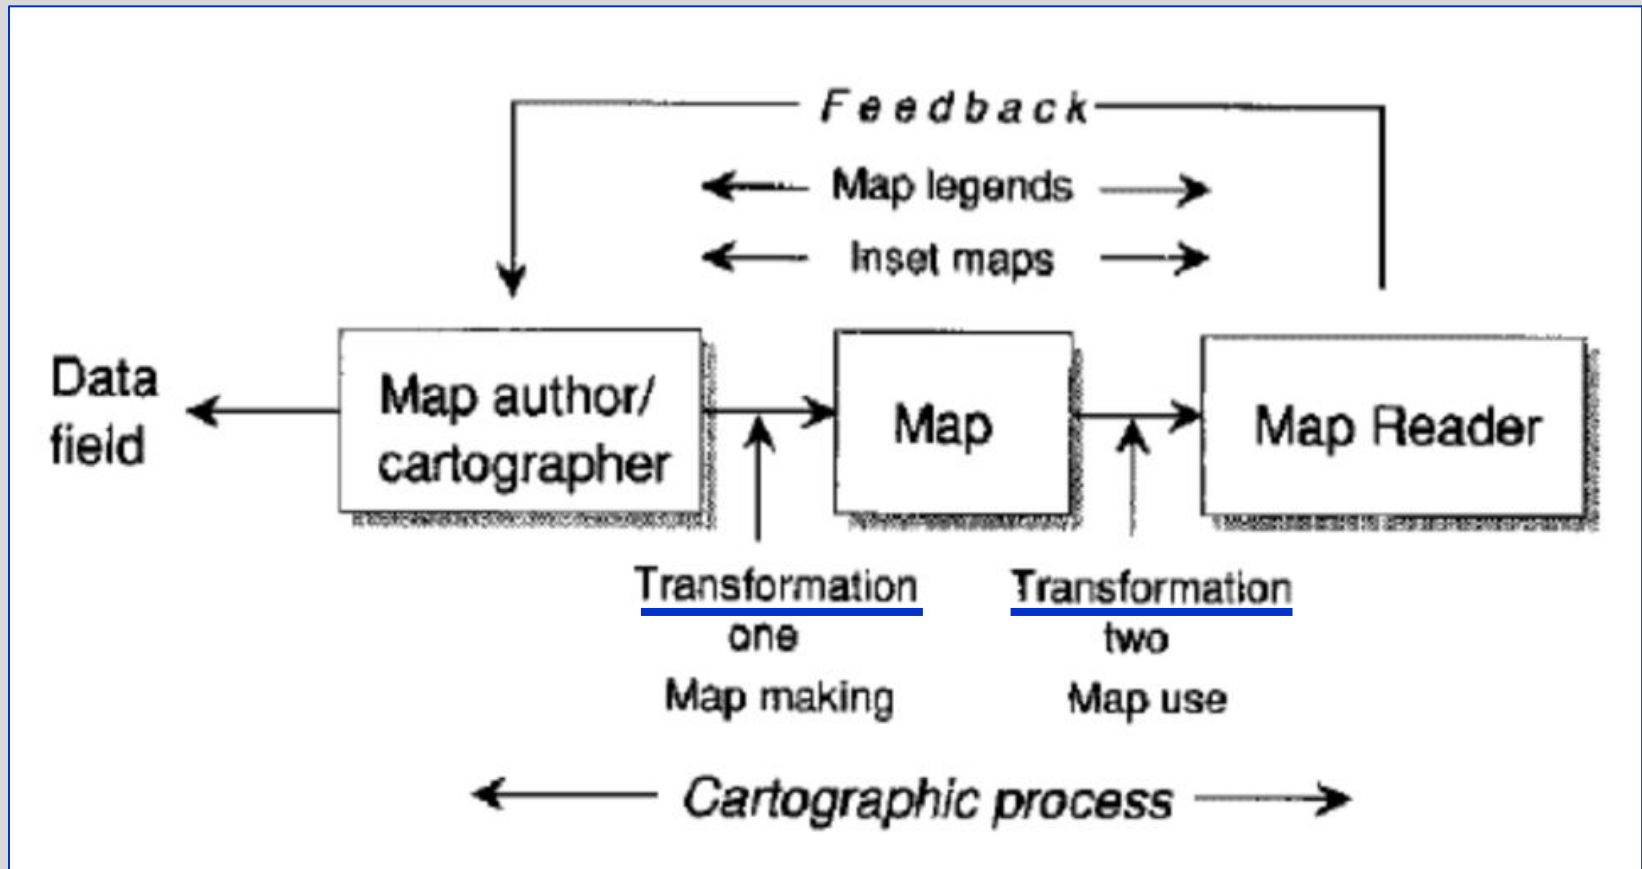 Feedback
Map legends
Inset maps
Data
field
Map author/
cartographer
Map
Map Reader
Transformation
one
Map making
Transformation
two
Map use
Cartographic process